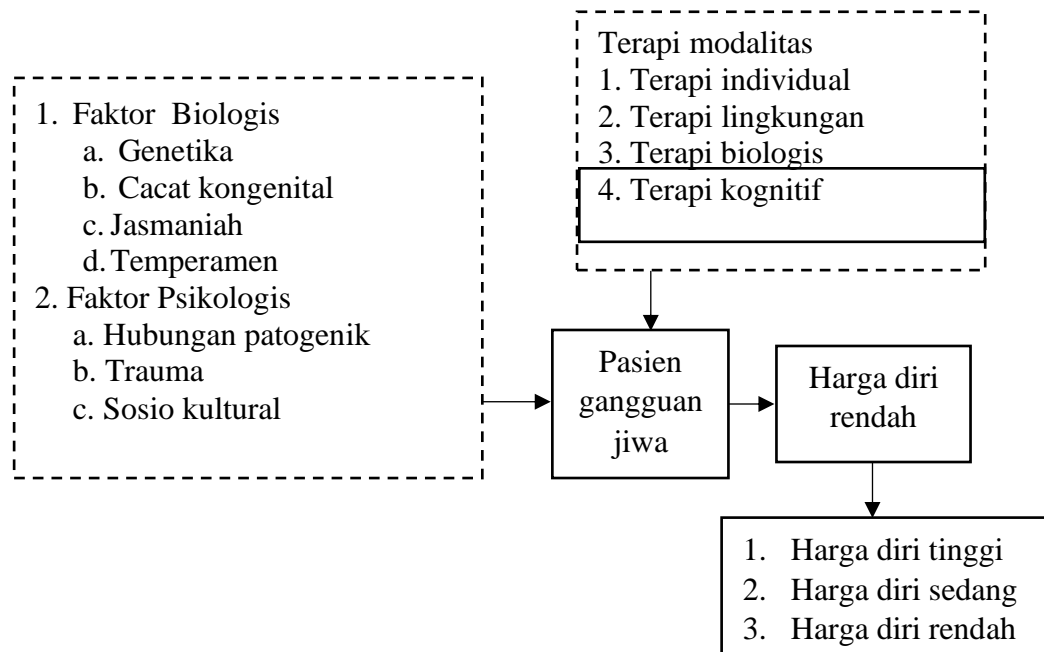 Terapi modalitas
1. Terapi individual
2. Terapi lingkungan
3. Terapi biologis
4. Terapi kognitif
1. Faktor Biologis
a. Genetika
b. Cacat kongenital
c. Jasmaniah
d. Temperamen
2. Faktor Psikologis
a. Hubungan patogenik
b. Trauma
c. Sosio kultural
Pasien
gangguan
jiwa
Harga diri
rendah
1. Harga diri tinggi
2. Harga diri sedang
3. Harga diri rendah